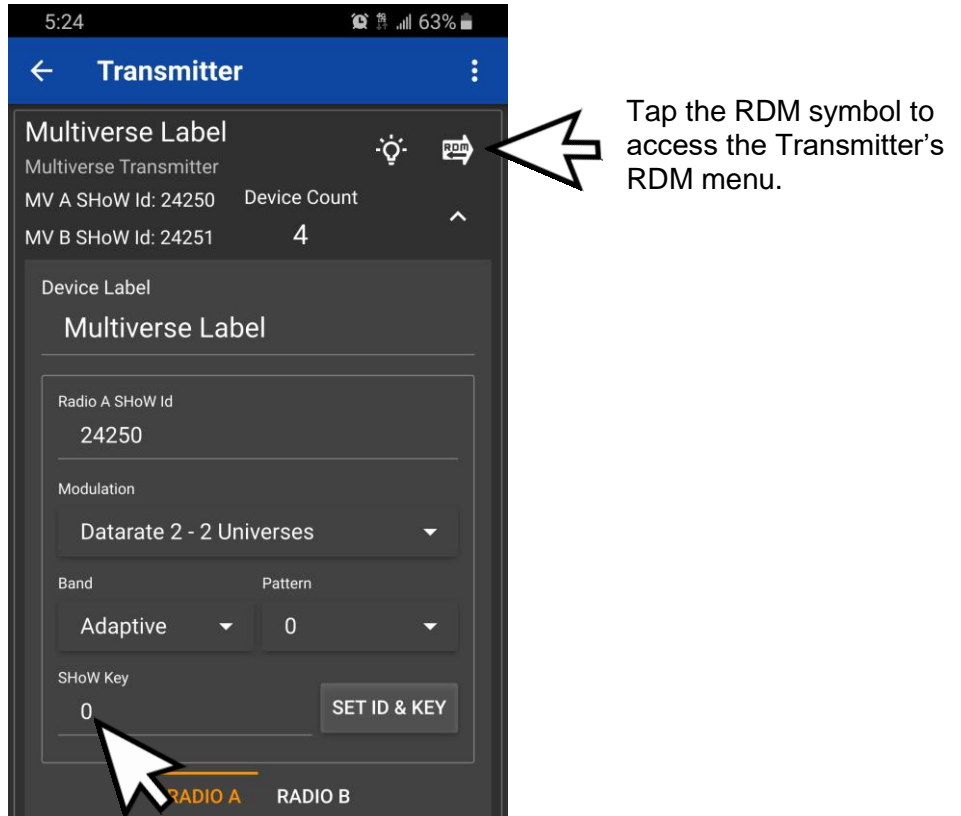 5:24
63%
Transmitter
Multiverse Label
RDM
Multiverse Transmitter
MV A SHoW Id: 24250
Device Count
MV B SHoW Id: 24251
4
Device Label
Multiverse Label
Radio A SHoW Id
24250
Modulation
Datarate 2 - 2 Universes
Band
Pattern
Adaptive
0
SHoW Key
0
SET ID & KEY
RADIO A
RADIO B
Tap the RDM symbol to
access the Transmitter's
RDM menu.